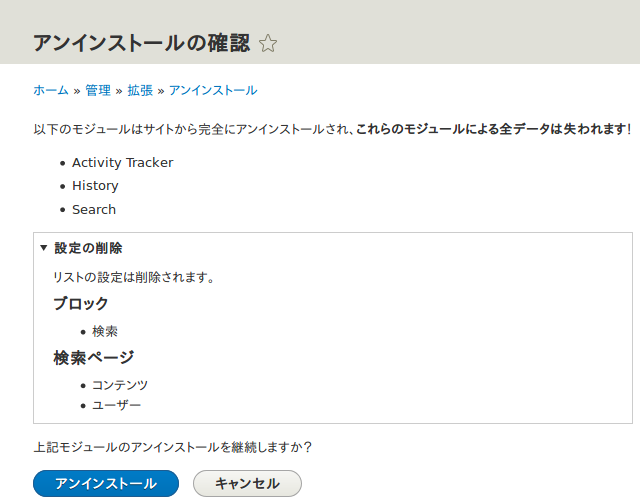 アンインストールの確認
ホーム » 管理 » 拡張 » アンインストール
以下のモジュールはサイトから完全にアンインストールされ、これらのモジュールによる全データは失われます!
Activity Tracker
History
Search
設定の削除
リストの設定は削除されます。
ブロック
検索
検索ページ
コンテンツ
ユーザー
上記モジュールのアンインストールを継続しますか?
アンインストール キャンセル